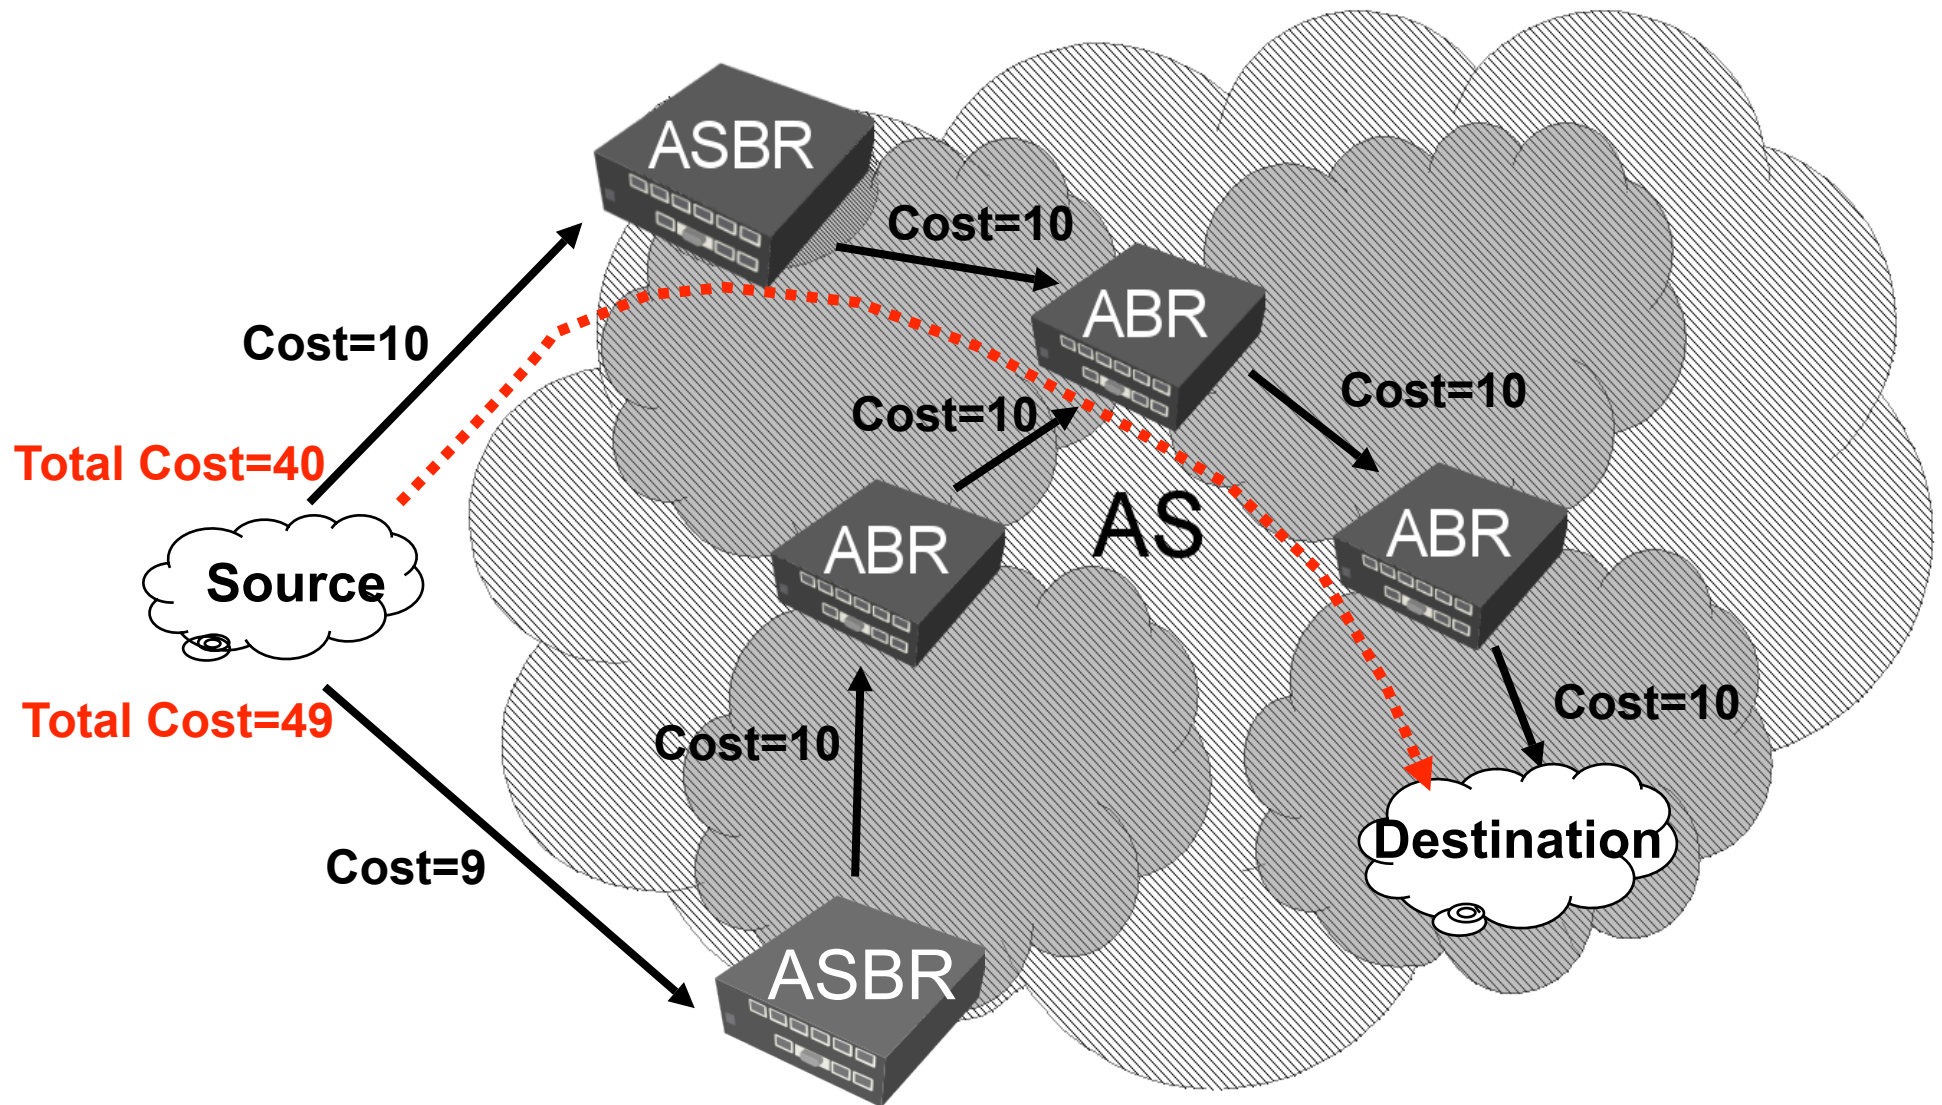 ASBR
Cost=10
ABR
Cost=10
Cost=10
Cost=10
Total Cost=40
AS
ABR
ABR
Source
Total Cost=49
Cost=10
Cost=10
Destination
Cost=9
ASBR